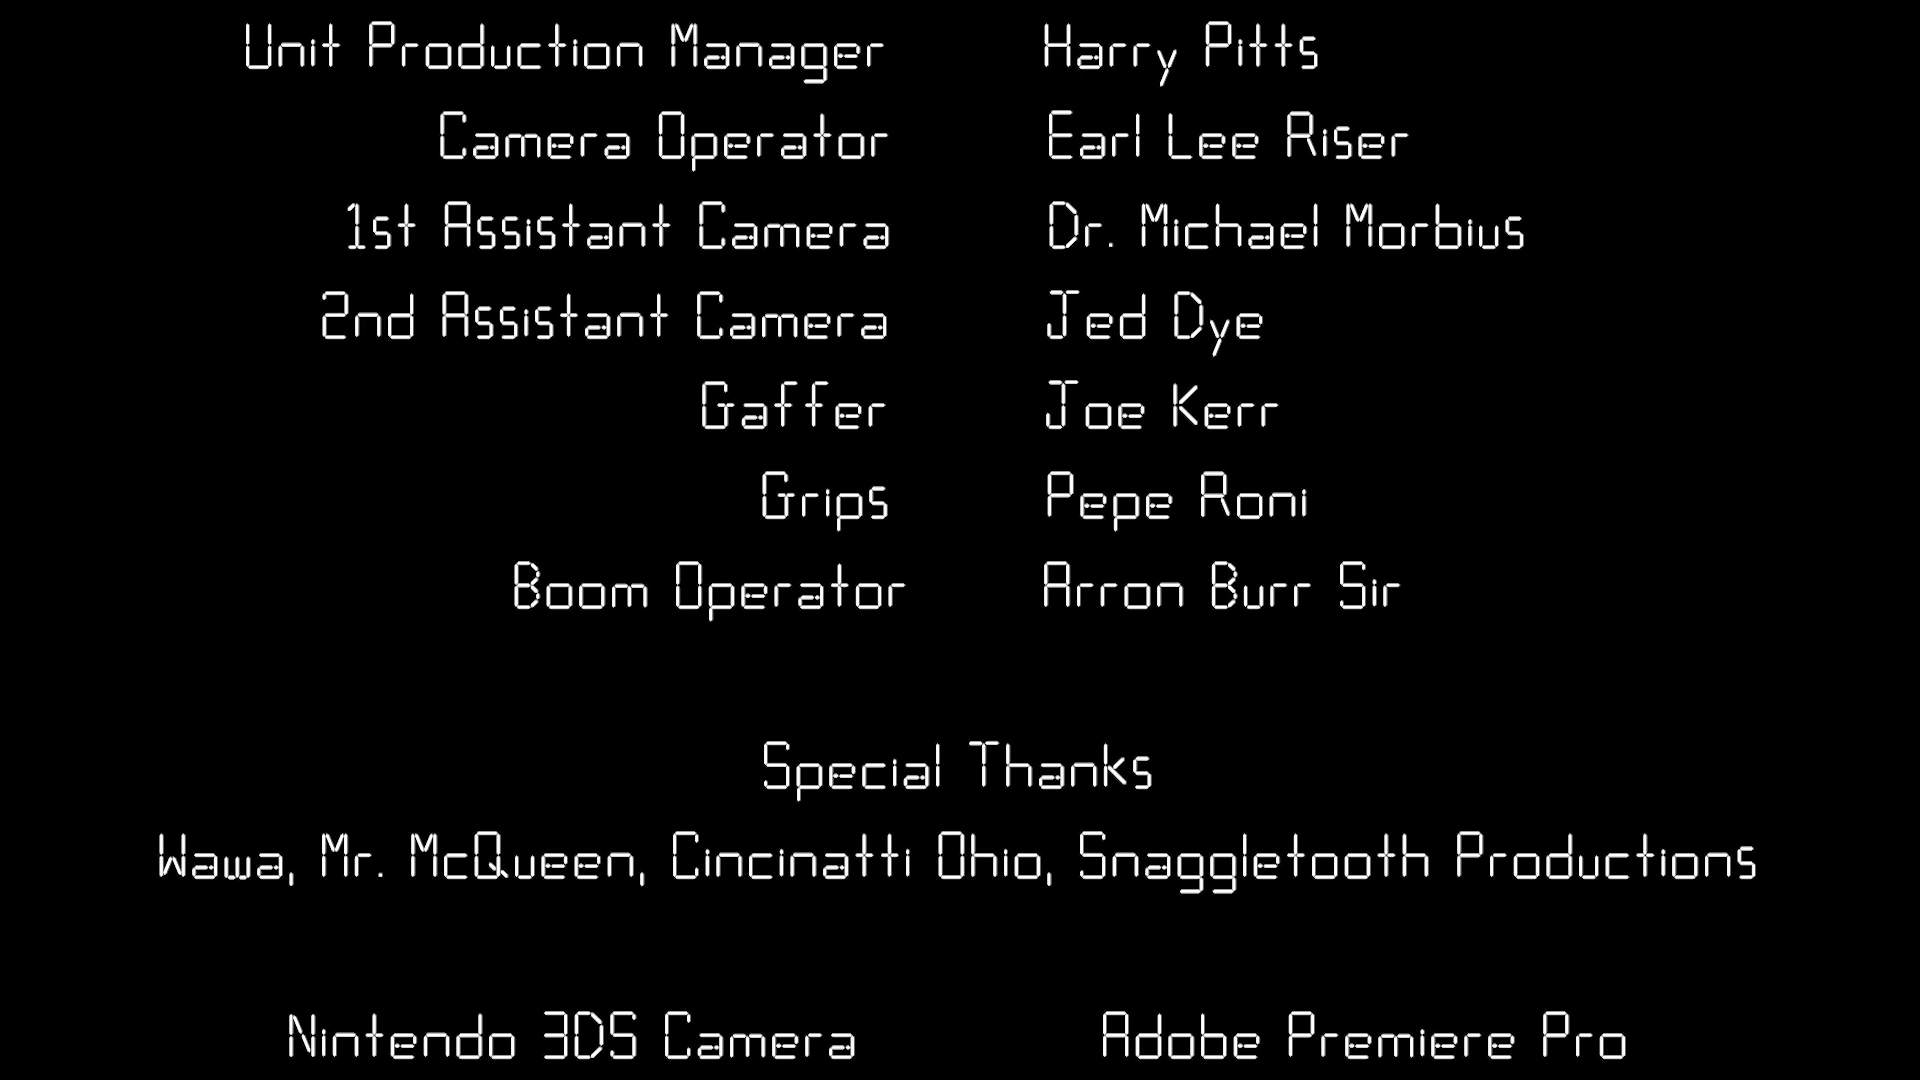 Unit Production Manager Harry Pitts
Camera Operator Earl Lee Riser
1st Assistant Camera Dr. Michael Morbius
2nd Assistant Camera Jed Dye
Gaffer Joe Kerr
Grips Pepe Roni
Boom Operator Arron Burr Sir
Special Thanks
Wawa, Mr. McQueen, Cincinatti Ohio, Snaggletooth Productions
Nintendo 3DS Camera Adobe Premiere Pro